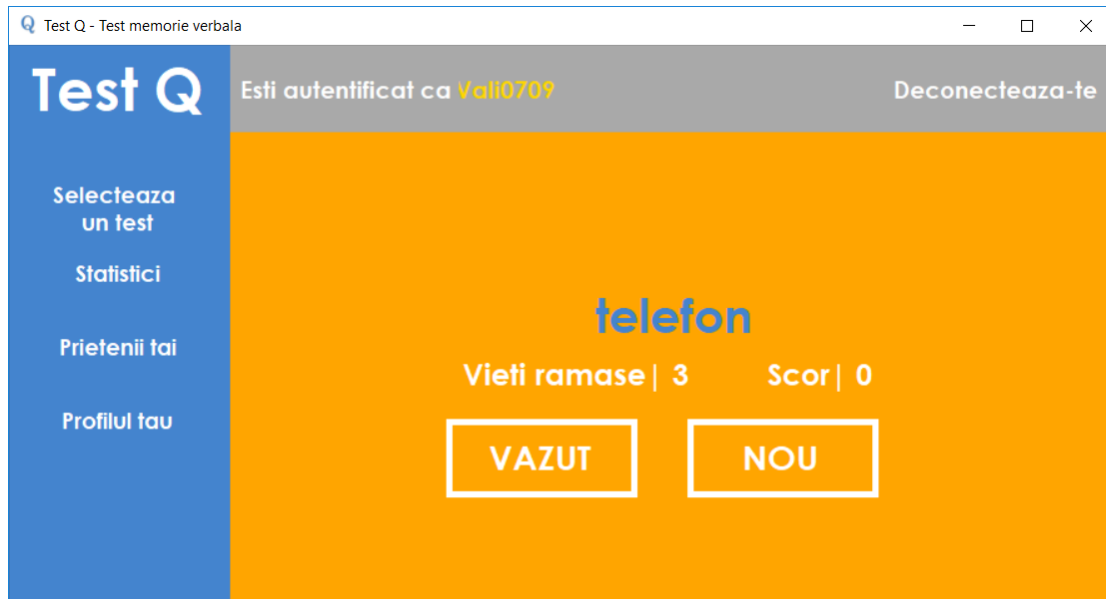 Test Q - Test memorie verbala
Test Q
Esti autentificat ca Vali0709
Deconecteaza-te
Selecteaza
un test
Statistici
Prietenii tai
Profilul tau
telefon
Vieti ramase| 3
Scor| 0
VAZUT
NOU